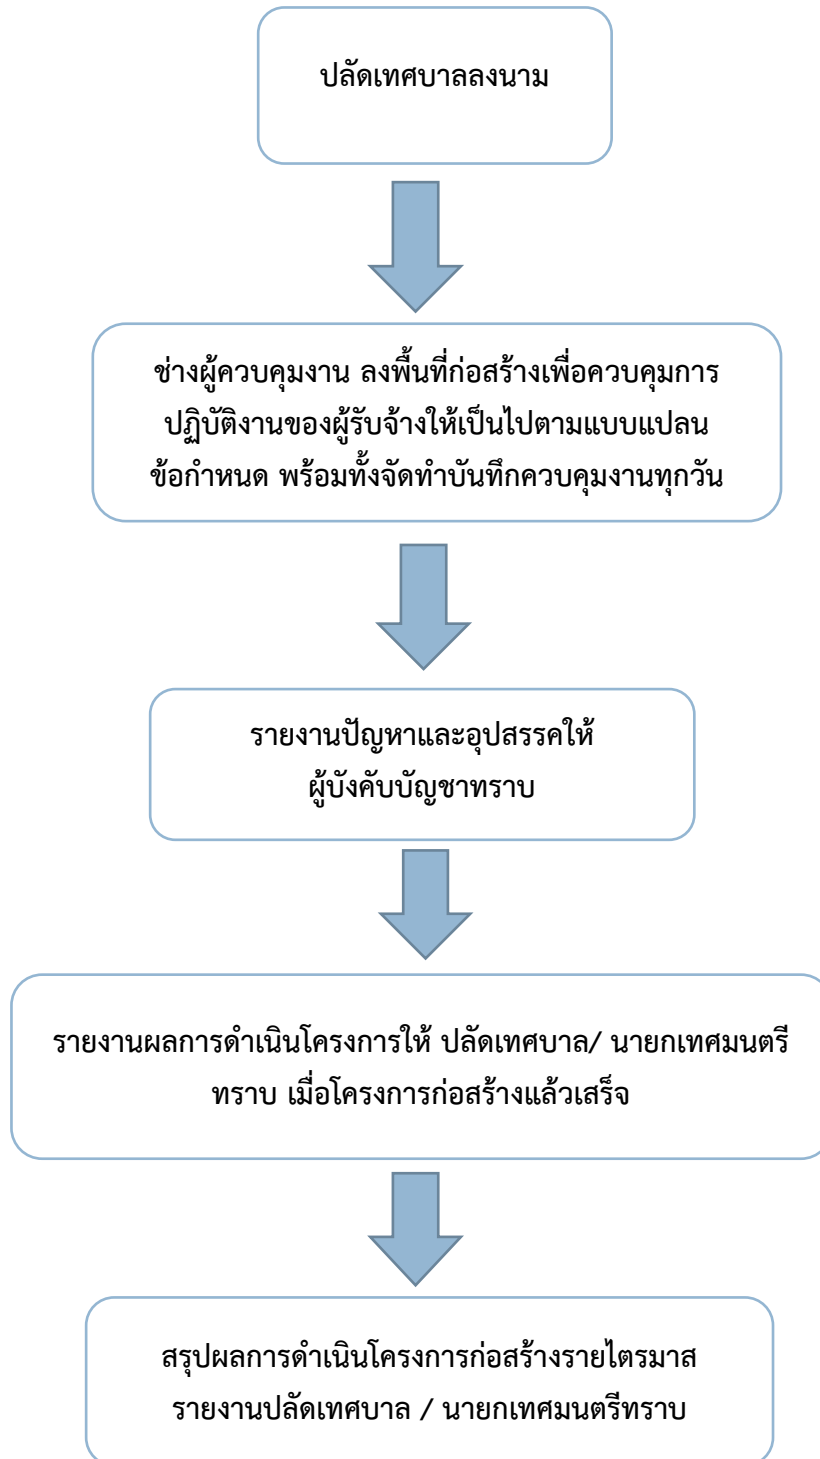 ปลัดเทศบาลลงนาม
ช่างผู้ควบคุมงาน ลงพื้นที่ก่อสร้างเพื่อควบคุมการ
ปฏิบัติงานของผู้รับจ้างให้เป็นไปตามแบบแปลน
ข้อกำหนด พร้อมทั้งจัดทำบันทึกควบคุมงานทุกวัน
รายงานปัญหาและอุปสรรคให้
ผู้บังคับบัญชาทราบ
รายงานผลการดำเนินโครงการให้ ปลัดเทศบาล/ นายกเทศมนตรี
ทราบ เมื่อโครงการก่อสร้างแล้วเสร็จ
สรุปผลการดำเนินโครงการก่อสร้างรายไตรมาส
รายงานปลัดเทศบาล / นายกเทศมนตรีทราบ